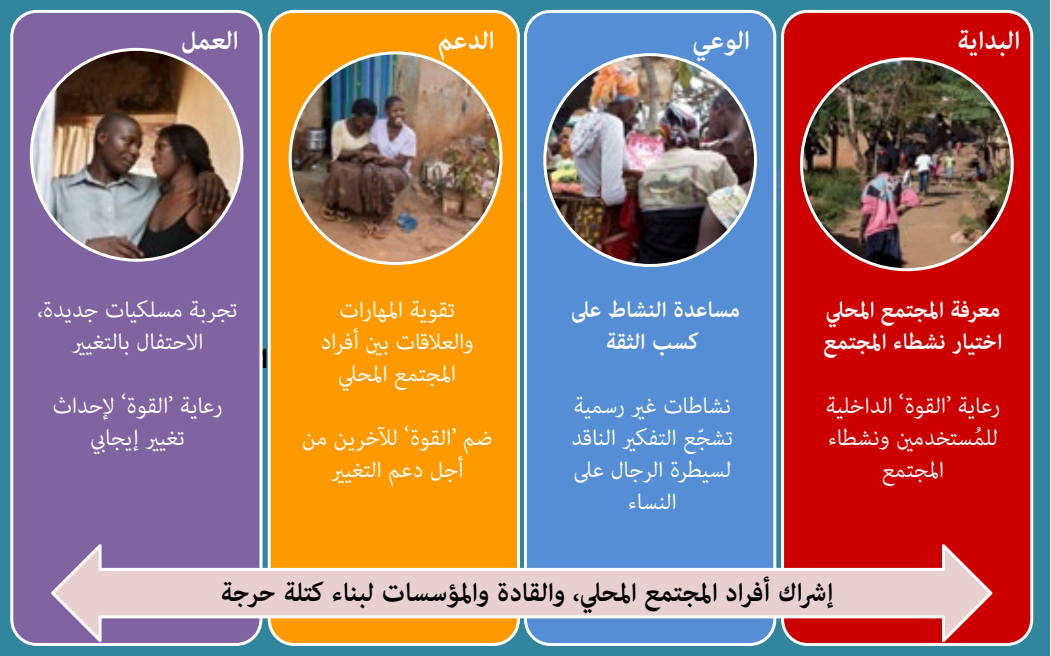 البداية
معرفة المجتمع المحلي
اختيار نشطاء المجتمع
رعاية ’القوة‘ الداخلية
للمُستخدمين ونشطاء
المجتمع
الوعي
مساعدة النشاط على
كسب الثقة
نشاطات غير رسمية
تشجّع التفكير الناقد
لسيطرة الرجال على
النساء
الدعم
تقوية المهارات
والعلاقات بين أفراد
المجتمع المحلي
ضم ’القوة‘ للآخرين من
أجل دعم التغيير
العمل
تجربة مسلكيات جديدة،
الاحتفال بالتغيير
رعاية ’القوة‘ لإحداث
تغيير إيجابي
إشراك أفراد المجتمع المحلي، والقادة والمؤسسات لبناء كتلة حرجة